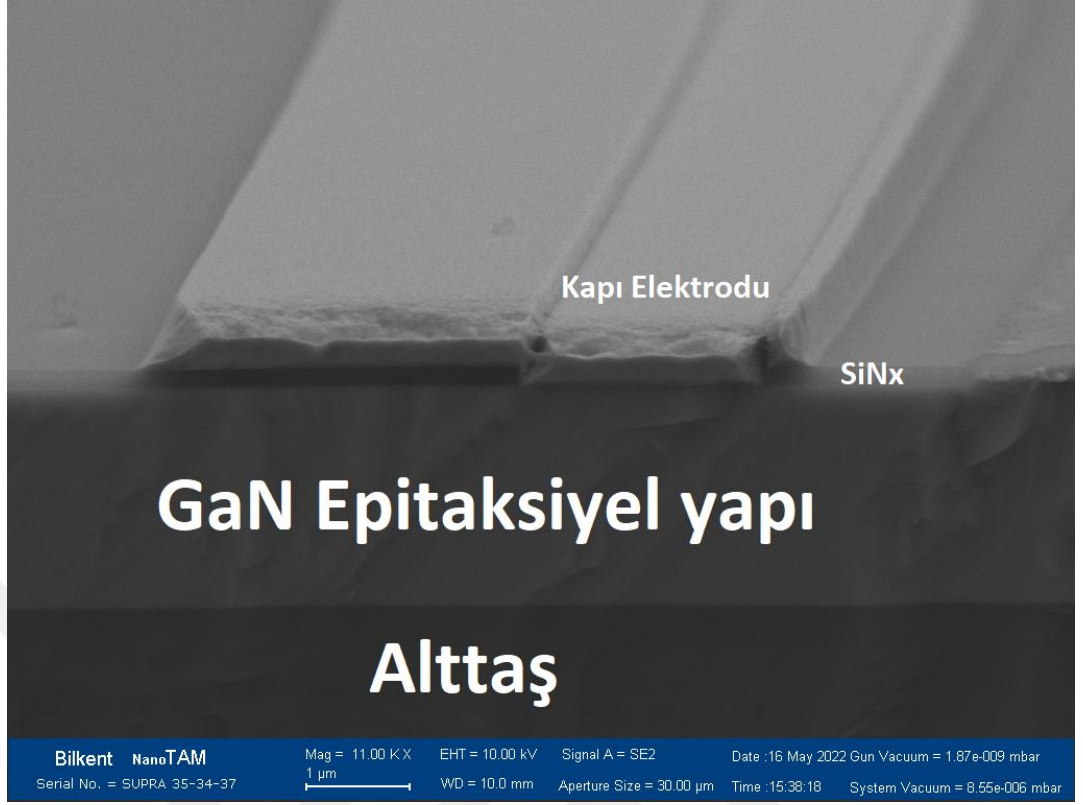 Kapı Elektrodu
SiNx
GaN Epitaksiyel yapı
Alttaş
Bilkent NanoTAM
Serial No. = SUPRA 35-34-37
Mag = 11.00 K X
1 µm
EHT = 10.00 kV
WD = 10.0 mm
Signal A = SE2
Aperture Size = 30.00 µm
Date :16 May 2022
Time :15:38:18
Gun Vacuum = 1.87e-009 mbar
System Vacuum = 8.55e-006 mbar